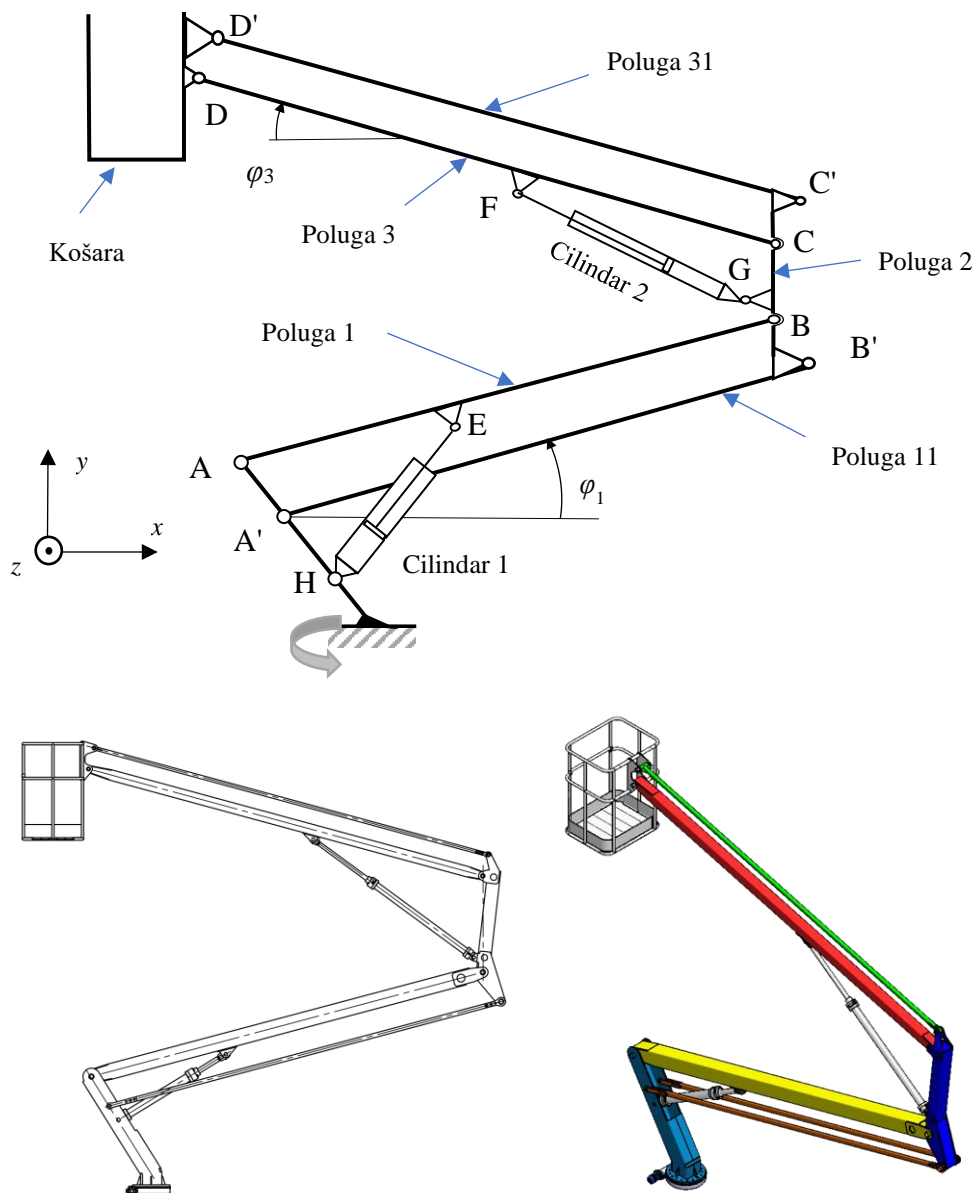 D'
Poluga 31
D
φ3
C'
F
Košara
Poluga 3
C
G
Poluga 2
Cilindar 2
Poluga 1
B
B'
E
A
Poluga 11
y
φ1
x
A'
Cilindar 1
z
H